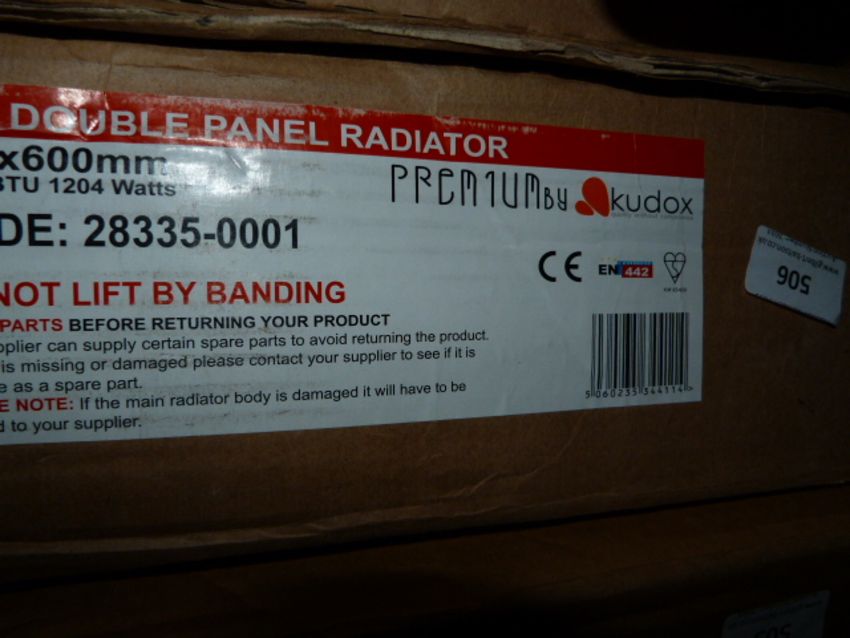 DOUBLE PANEL RADIATOR
x600mm
BTU 1204 Watts
PREMIUM BY kudox
DE: 28335-0001
CE EN 442
NOT LIFT BY BANDING
PARTS BEFORE RETURNING YOUR PRODUCT
pplier can supply certain spare parts to avoid returning the product.
is missing or damaged please contact your supplier to see if it is
e as a spare part.
E NOTE: If the main radiator body is damaged it will have to be
d to your supplier.
5 060235 344114 >
506